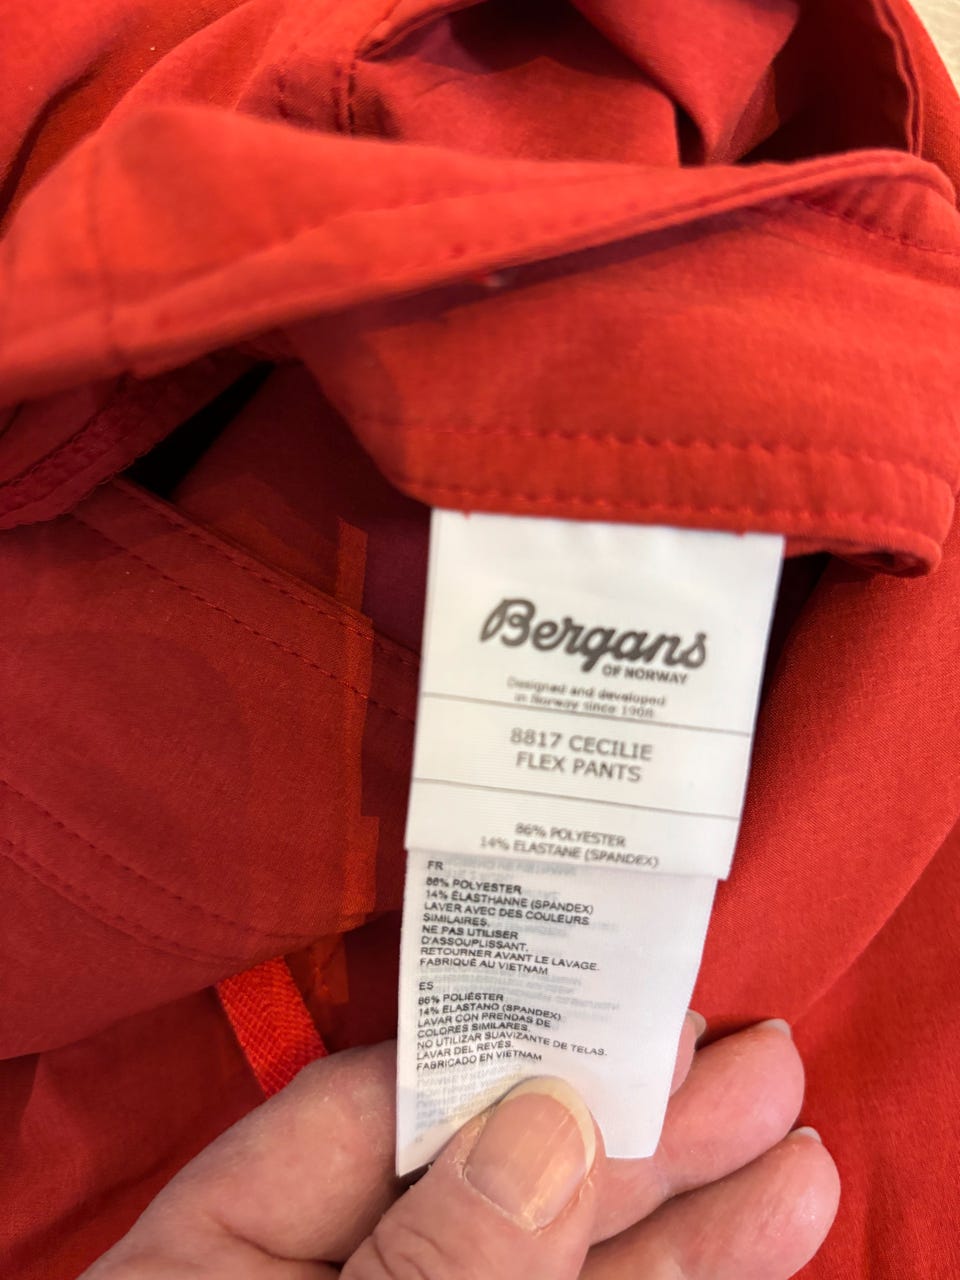 Bergans
OF NORWAY
Designed and developed
in Norway since 1908
8817 CECILIE
FLEX PANTS
86% POLYESTER
14% ELASTANE (SPANDEX)
FR
86% POLYESTER
14% ÉLASTHANNE (SPANDEX)
LAVER AVEC DES COULEURS
SIMILAIRES.
NE PAS UTILISER
D'ASSOUPLISSANT.
RETOURNER AVANT LE LAVAGE.
FABRIQUÉ AU VIETNAM
ES
86% POLIÉSTER
14% ELASTANO (SPANDEX)
LAVAR CON PRENDAS DE
COLORES SIMILARES.
NO UTILIZAR SUAVIZANTE DE TELAS.
LAVAR DEL REVÉS.
FABRICADO EN VIETNAM